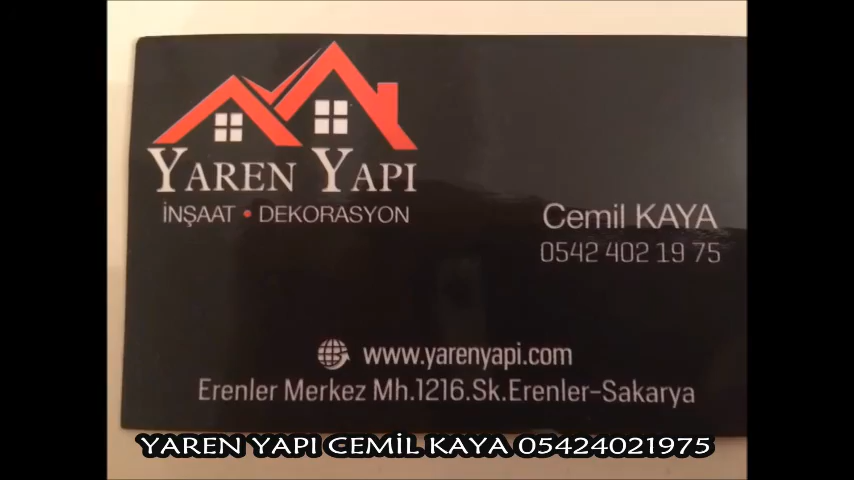 YAREN YAPI
İNŞAAT • DEKORASYON
Cemil KAYA
0542 402 19 75
www.yarenyapi.com
Erenler Merkez Mh.1216.Sk.Erenler-Sakarya
YAREN YAPI CEMİL KAYA 05424021975